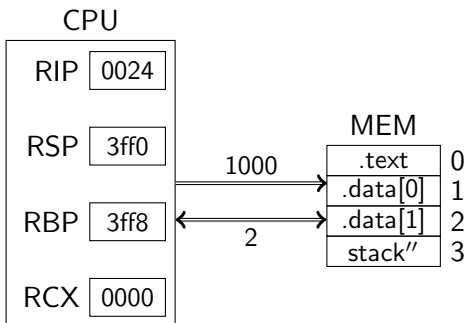 CPU
RIP 0024
RSP 3ff0
RBP 3ff8
RCX 0000
1000
2
MEM
.text 0
.data[0] 1
.data[1] 2
stack′′ 3